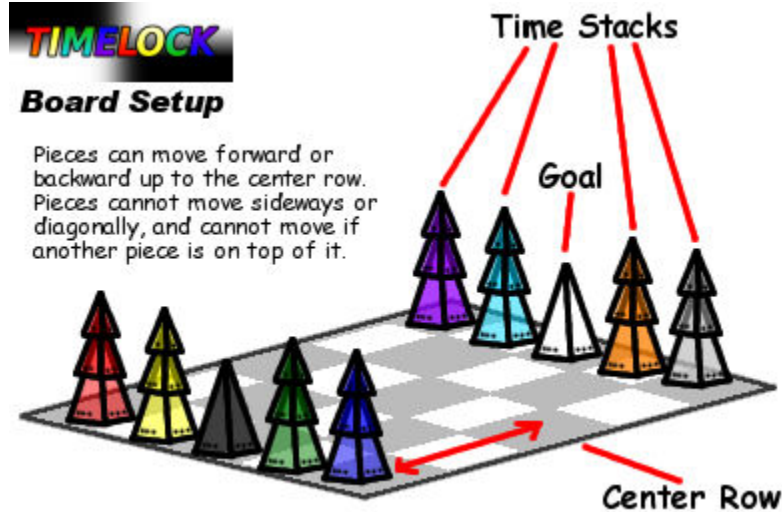 TIMELOCK
Board Setup
Pieces can move forward or
backward up to the center row.
Pieces cannot move sideways or
diagonally, and cannot move if
another piece is on top of it.
Time Stacks
Goal
Center Row